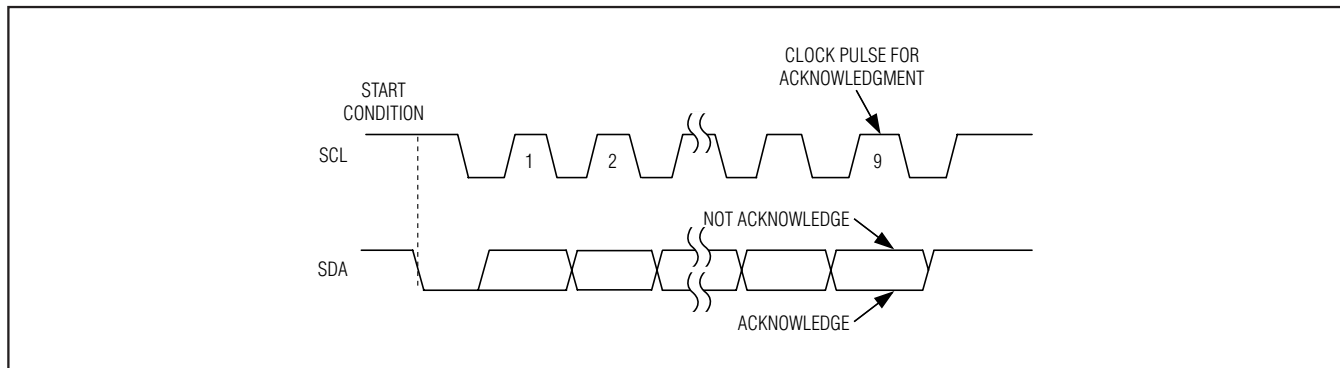 CLOCK PULSE FOR
ACKNOWLEDGMENT
START
CONDITION
SCL
1
2
9
NOT ACKNOWLEDGE
SDA
ACKNOWLEDGE